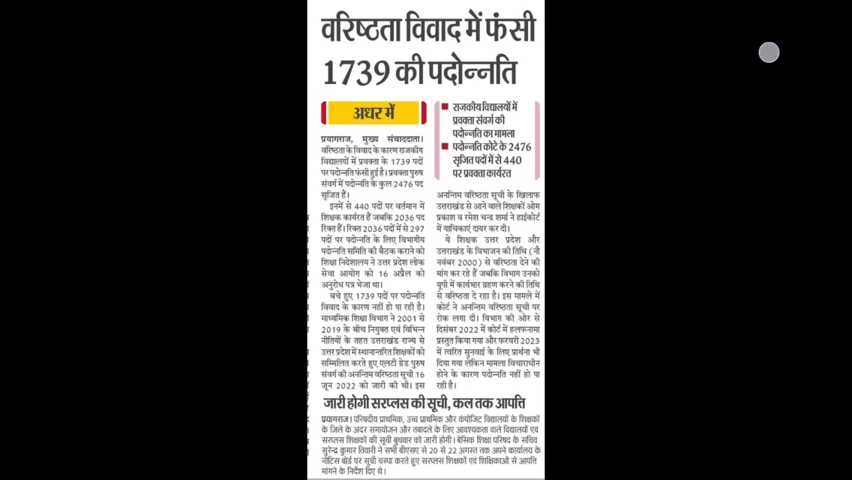 वरिष्ठता विवाद में फंसी
1739 की पदोन्नति
अधर में
राजकीय विद्यालयों में
प्रवक्ता संवर्ग की
पदोन्नति का मामला
पदोन्नति कोटे के 2476
सृजित पदों में से 440
पर प्रवक्ता कार्यरत
प्रयागराज, मुख्य संवाददाता।
वरिष्ठता के विवाद के कारण राजकीय
विद्यालयों में प्रवक्ता के 1739 पदों
पर पदोन्नति फंसी हुई है। प्रवक्ता पुरुष
संवर्ग में पदोन्नति के कुल 2476 पद
सृजित हैं।
इनमें से 440 पदों पर वर्तमान में
शिक्षक कार्यरत हैं जबकि 2036 पद
रिक्त हैं। रिक्त 2036 पदों में से 297
पदों पर पदोन्नति के लिए विभागीय
पदोन्नति समिति की बैठक कराने को
शिक्षा निदेशालय ने उत्तर प्रदेश लोक
सेवा आयोग को 16 अप्रैल को
अनुरोध पत्र भेजा था।
बचे हुए 1739 पदों पर पदोन्नति
विवाद के कारण नहीं हो पा रही है।
माध्यमिक शिक्षा विभाग ने 2001 से
2019 के बीच नियुक्त एवं विभिन्न
नीतियों के तहत उत्तराखंड राज्य से
उत्तर प्रदेश में स्थानान्तरित शिक्षकों को
सम्मिलित करते हुए एलटी ग्रेड पुरुष
संवर्ग की अनन्तिम वरिष्ठता सूची 16
जून 2022 को जारी की थी। इस
अनन्तिम वरिष्ठता सूची के खिलाफ
उत्तराखंड से आने वाले शिक्षकों ओम
प्रकाश व रमेश चन्द्र शर्मा ने हाईकोर्ट
में याचिकाएं दायर कर दी।
ये शिक्षक उत्तर प्रदेश और
उत्तराखंड के विभाजन की तिथि (नौ
नवंबर 2000) से वरिष्ठता देने की
मांग कर रहे हैं जबकि विभाग उनको
यूपी में कार्यभार ग्रहण करने की तिथि
से वरिष्ठता दे रहा है। इस मामले में
कोर्ट ने अनन्तिम वरिष्ठता सूची पर
रोक लगा दी। विभाग की ओर से
दिसंबर 2022 में कोर्ट में हलफनामा
प्रस्तुत किया गया और फरवरी 2023
में त्वरित सुनवाई के लिए प्रार्थना भी
दिया गया लेकिन मामला विचाराधीन
होने के कारण पदोन्नति नहीं हो पा
रही है।
जारी होगी सरप्लस की सूची, कल तक आपत्ति
प्रयागराज। परिषदीय प्राथमिक, उच्च प्राथमिक और कंपोजिट विद्यालयों के शिक्षकों
के जिले के अंदर समायोजन और तबादले के लिए आवश्यकता वाले विद्यालयों एवं
सरप्लस शिक्षकों की सूची बुधवार को जारी होगी। बेसिक शिक्षा परिषद के सचिव
सुरेन्द्र कुमार तिवारी ने सभी बीएसए से 20 से 22 अगस्त तक अपने कार्यालय के
नोटिस बोर्ड पर सूची चस्पा करते हुए सरप्लस शिक्षकों एवं शिक्षिकाओं से आपत्ति
मांगने के निर्देश दिए थे।